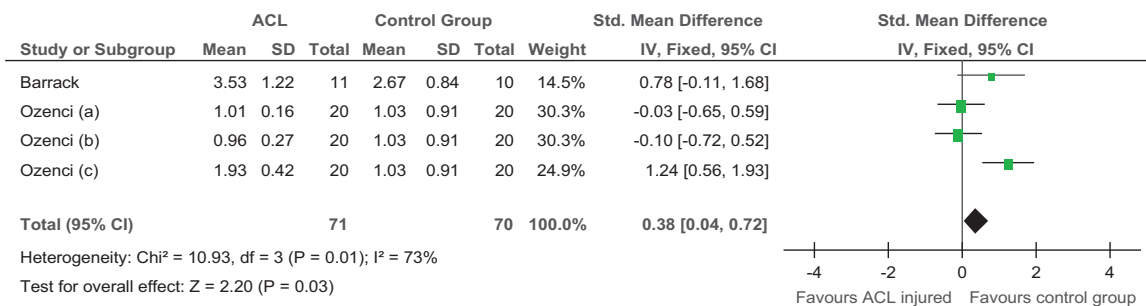 ACL Control Group Std. Mean Difference Std. Mean Difference
Study or Subgroup Mean SD Total Mean SD Total Weight IV, Fixed, 95% CI IV, Fixed, 95% CI
Barrack 3.53 1.22 11 2.67 0.84 10 14.5% 0.78 [-0.11, 1.68]
Ozenci (a) 1.01 0.16 20 1.03 0.91 20 30.3% -0.03 [-0.65, 0.59]
Ozenci (b) 0.96 0.27 20 1.03 0.91 20 30.3% -0.10 [-0.72, 0.52]
Ozenci (c) 1.93 0.42 20 1.03 0.91 20 24.9% 1.24 [0.56, 1.93]
Total (95% CI) 71 70 100.0% 0.38 [0.04, 0.72]
Heterogeneity: Chi² = 10.93, df = 3 (P = 0.01); I² = 73%
Test for overall effect: Z = 2.20 (P = 0.03)
-4 -2 0 2 4
Favours ACL injured Favours control group